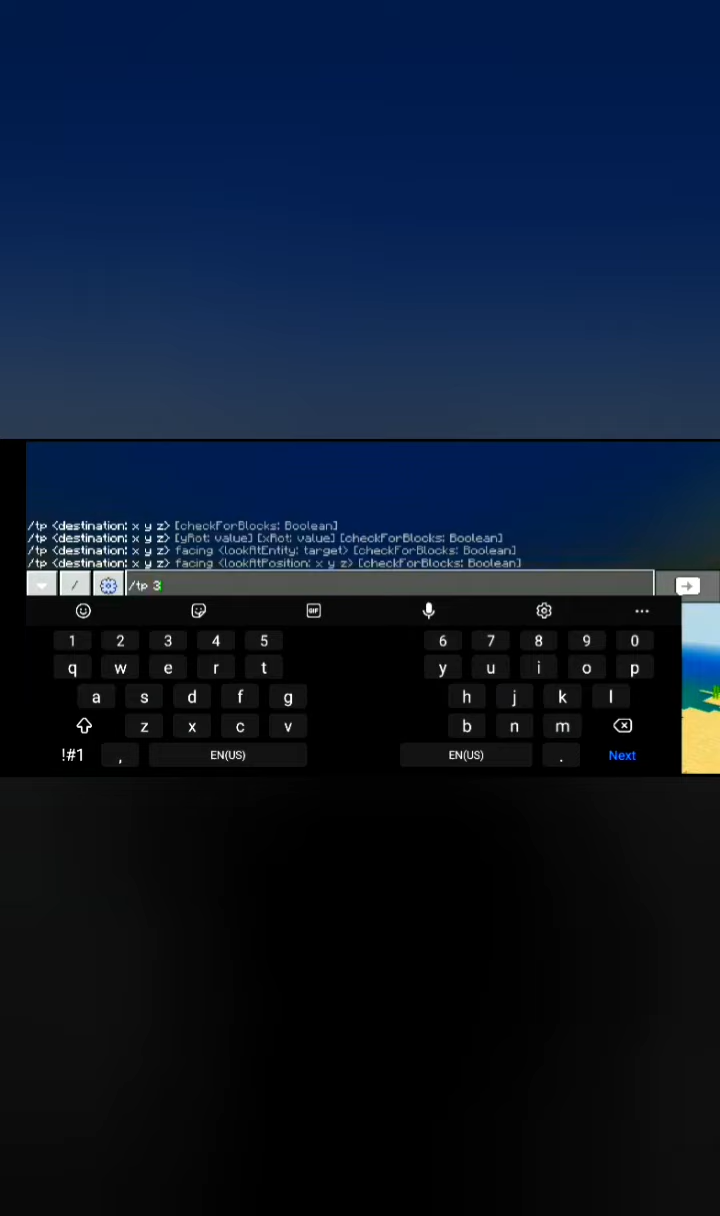 /tp <destination: x y z> [checkForBlocks: Boolean]
/tp <destination: x y z> [yRot: value] [xRot: value] [checkForBlocks: Boolean]
/tp <destination: x y z> facing <lookAtEntity: target> [checkForBlocks: Boolean]
/tp <destination: x y z> facing <lookAtPosition: x y z> [checkForBlocks: Boolean]
/ /tp 3
GIF ...
1 2 3 4 5 6 7 8 9 0
q w e r t y u i o p
a s d f g h j k l
z x c v b n m
!#1 , EN(US) EN(US) . Next